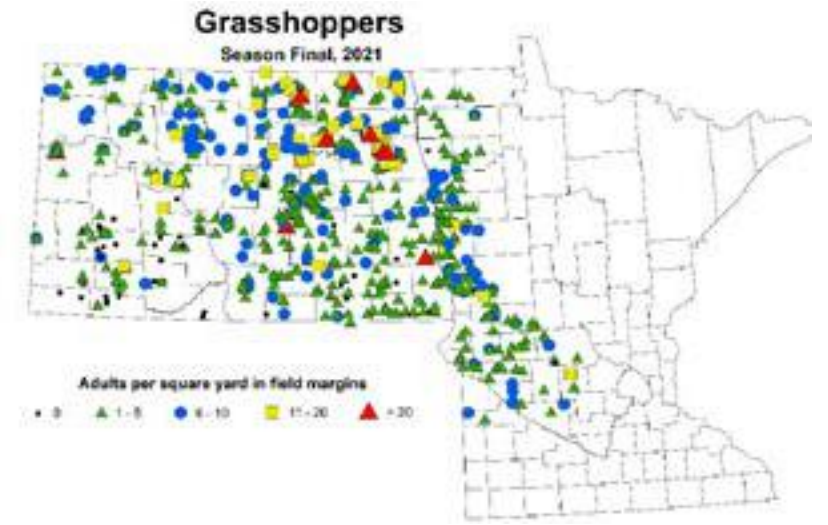 Grasshoppers
Season Final, 2021
Adults per square yard in field margins
0 1 - 5 6 - 10 11 - 20 > 20